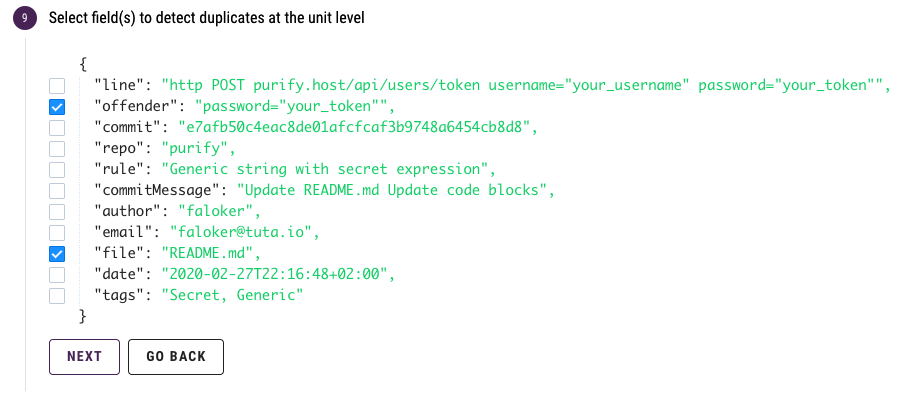 9 Select field(s) to detect duplicates at the unit level
{
"line": "http POST purify.host/api/users/token username="your_username" password="your_token"",
"offender": "password="your_token"",
"commit": "e7afb50c4eac8de01afcfcaf3b9748a6454cb8d8",
"repo": "purify",
"rule": "Generic string with secret expression",
"commitMessage": "Update README.md Update code blocks",
"author": "faloker",
"email": "faloker@tuta.io",
"file": "README.md",
"date": "2020-02-27T22:16:48+02:00",
"tags": "Secret, Generic"
}
NEXT GO BACK